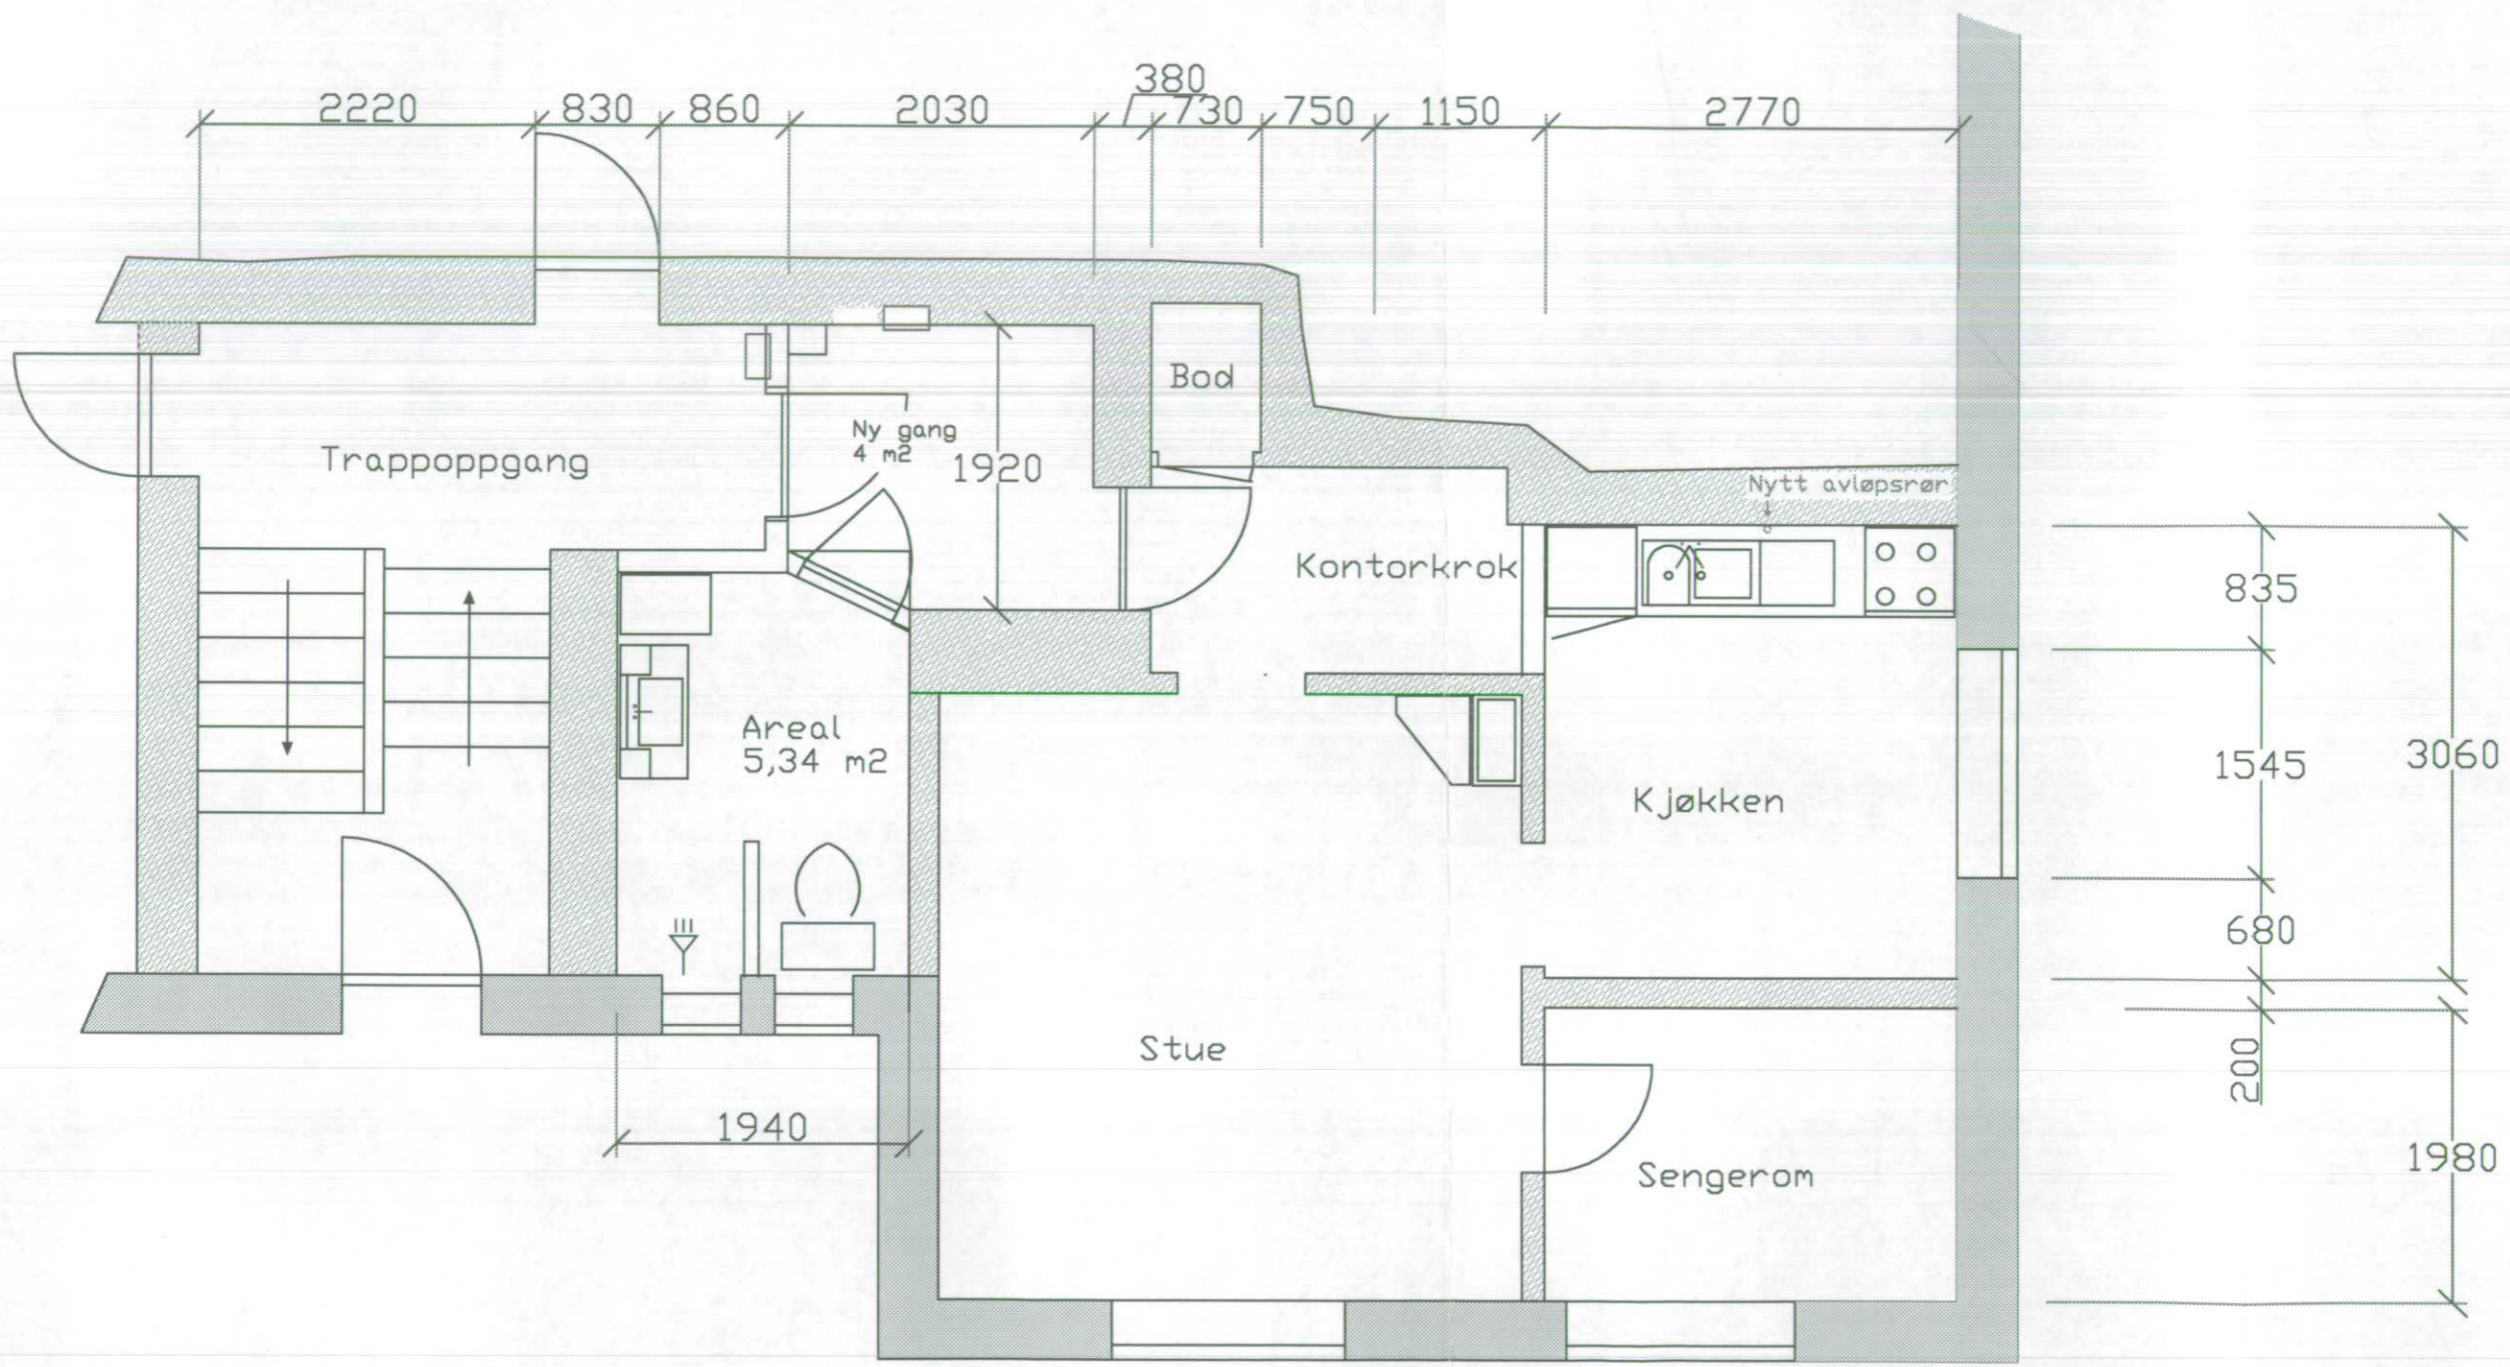 380
2220 830 860 2030 730 750 1150 2770
Bod
Ny gang
4 m2
Trappoppgang
1920
Nytt avløpsrør
Kontorkrok
835
Areal
5,34 m2
1545
3060
Kjøkken
680
Stue
200
1940
Sengerom
1980